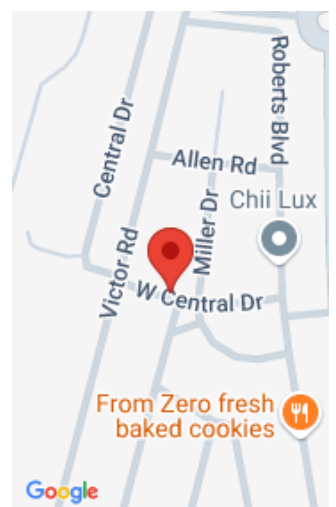 Roberts Blvd
Central Dr
Allen Rd
Chii Lux
Miller Dr
Victor Rd
W Central Dr
From Zero fresh
baked cookies
Google